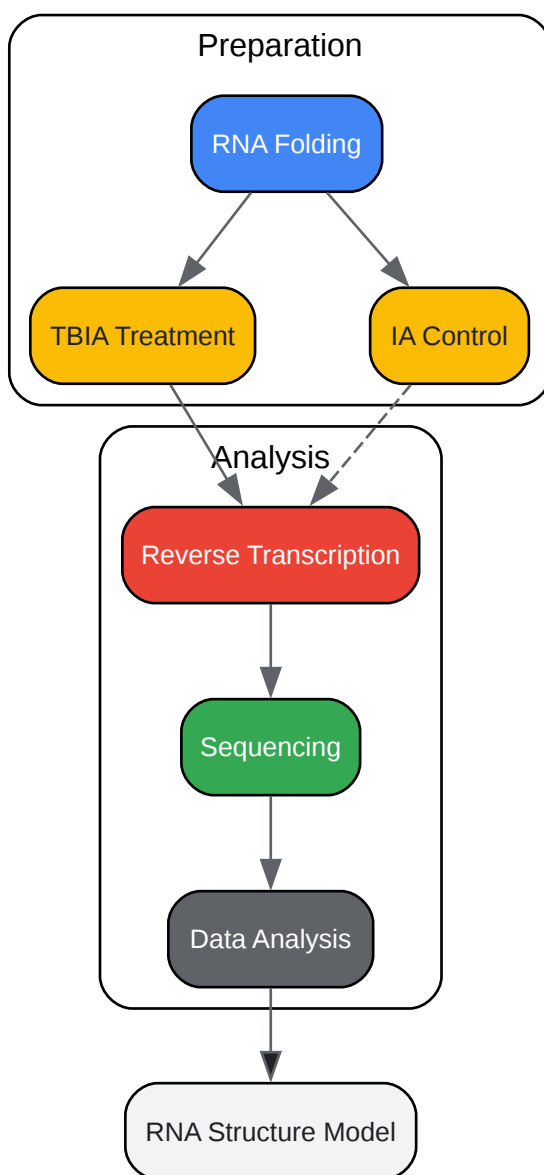 Preparation
RNA Folding
TBIA Treatment
IA Control
Analysis
Reverse Transcription
Sequencing
Data Analysis
RNA Structure Model